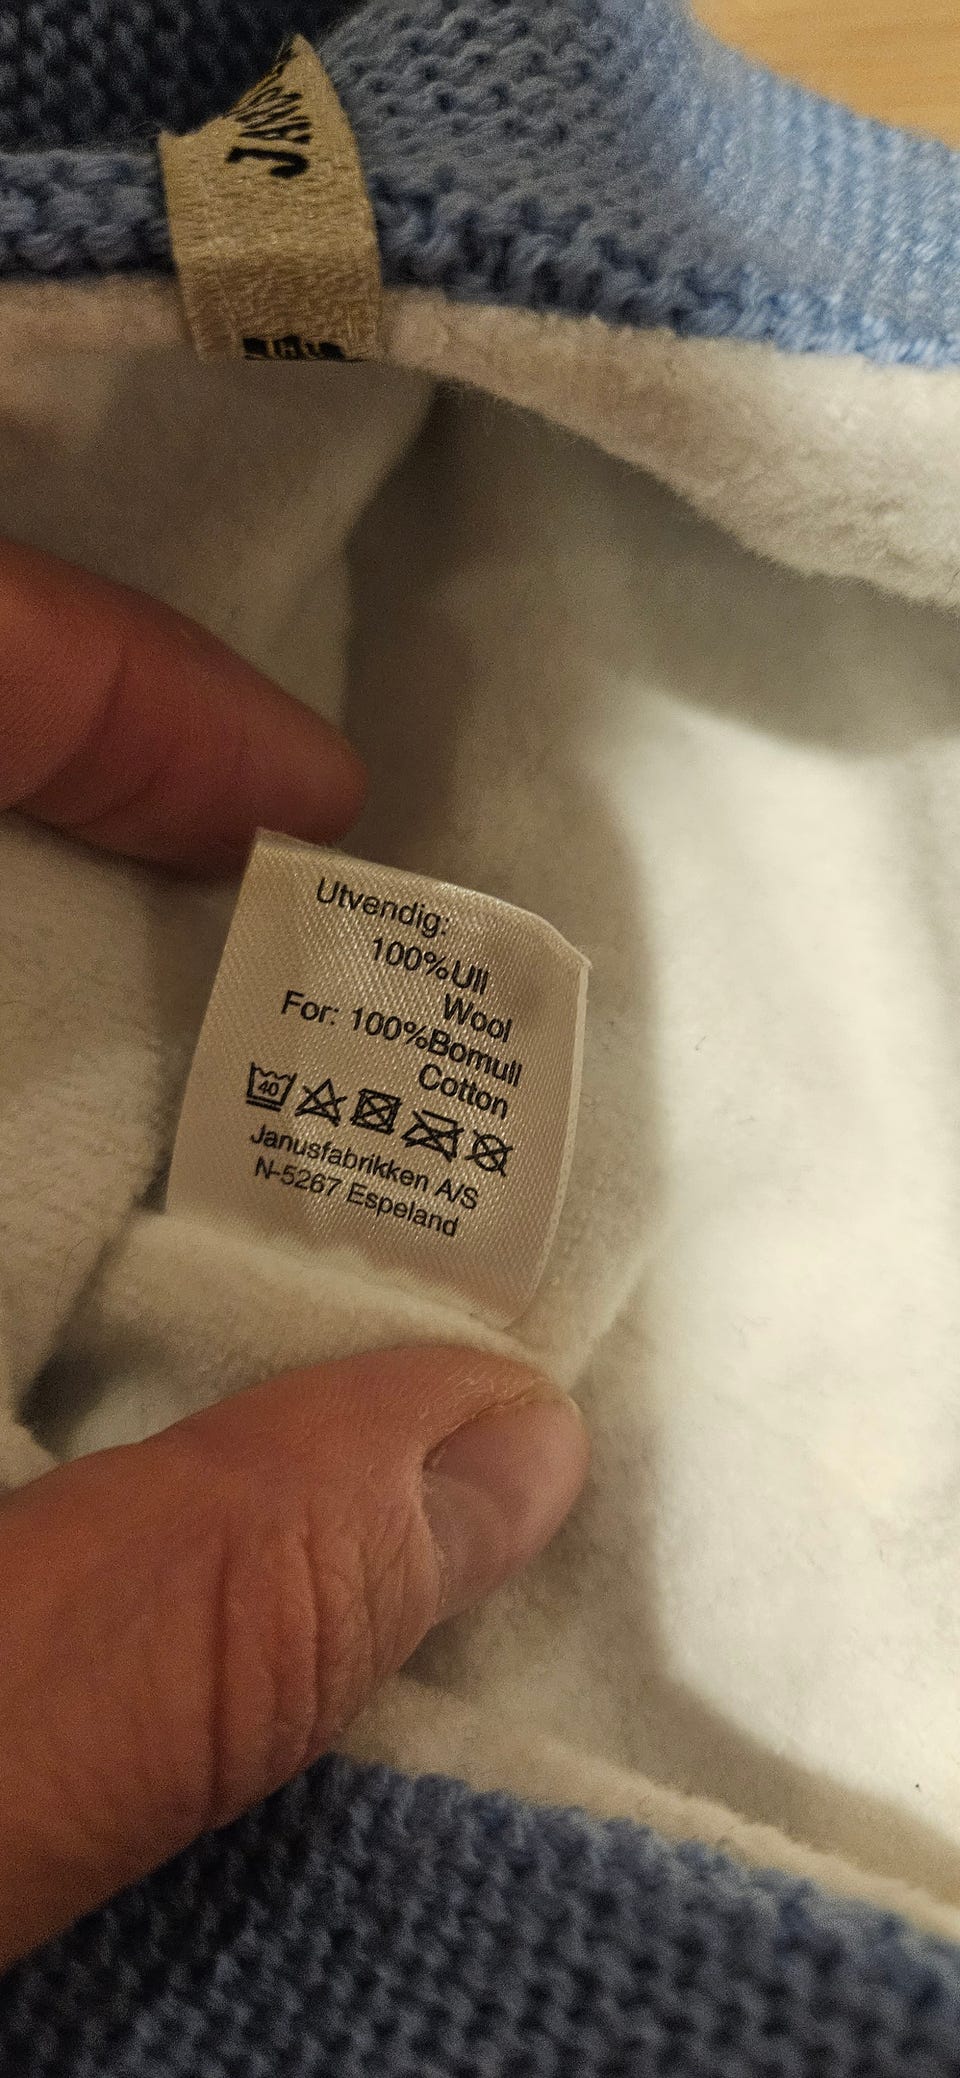 Utvendig:
100%Ull
Wool
For: 100%Bomull
Cotton
40
Janusfabrikken A/S
N-5267 Espeland